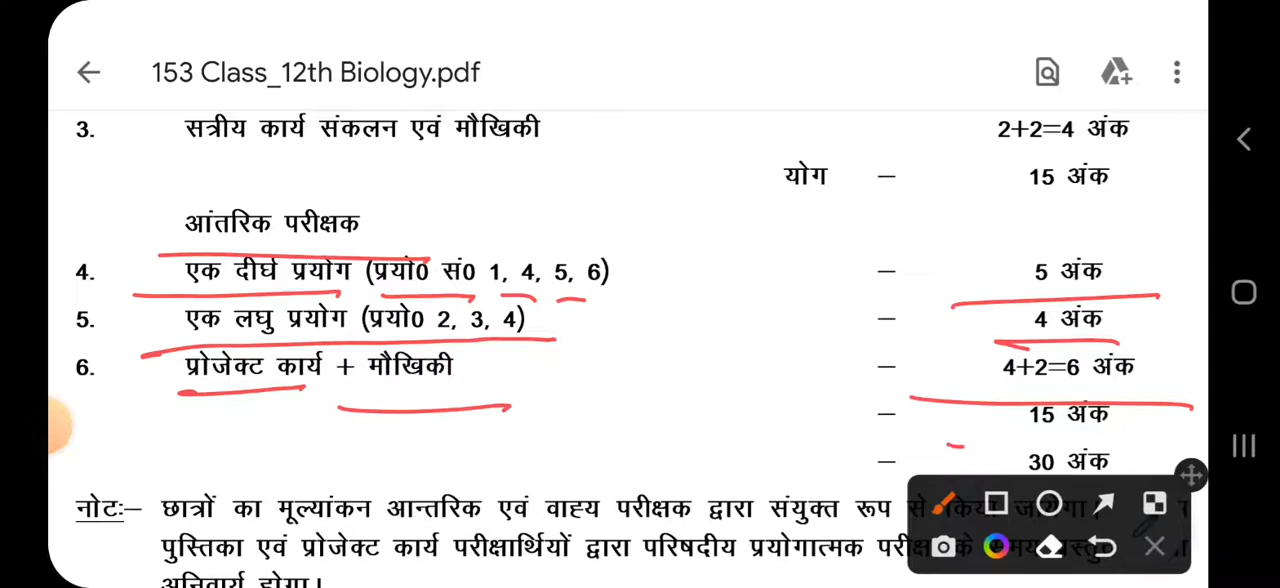 153 Class_12th Biology.pdf
3. सत्रीय कार्य संकलन एवं मौखिकी 2+2=4 अंक
योग – 15 अंक
आंतरिक परीक्षक
4. एक दीर्घ प्रयोग (प्रयो0 सं0 1, 4, 5, 6) – 5 अंक
5. एक लघु प्रयोग (प्रयो0 2, 3, 4) – 4 अंक
6. प्रोजेक्ट कार्य + मौखिकी – 4+2=6 अंक
– 15 अंक
– 30 अंक
नोटः– छात्रों का मूल्यांकन आन्तरिक एवं वाह्य परीक्षक द्वारा संयुक्त रूप से किया जायेगा।
पुस्तिका एवं प्रोजेक्ट कार्य परीक्षार्थियों द्वारा परिषदीय प्रयोगात्मक
अनिवार्य होगा।